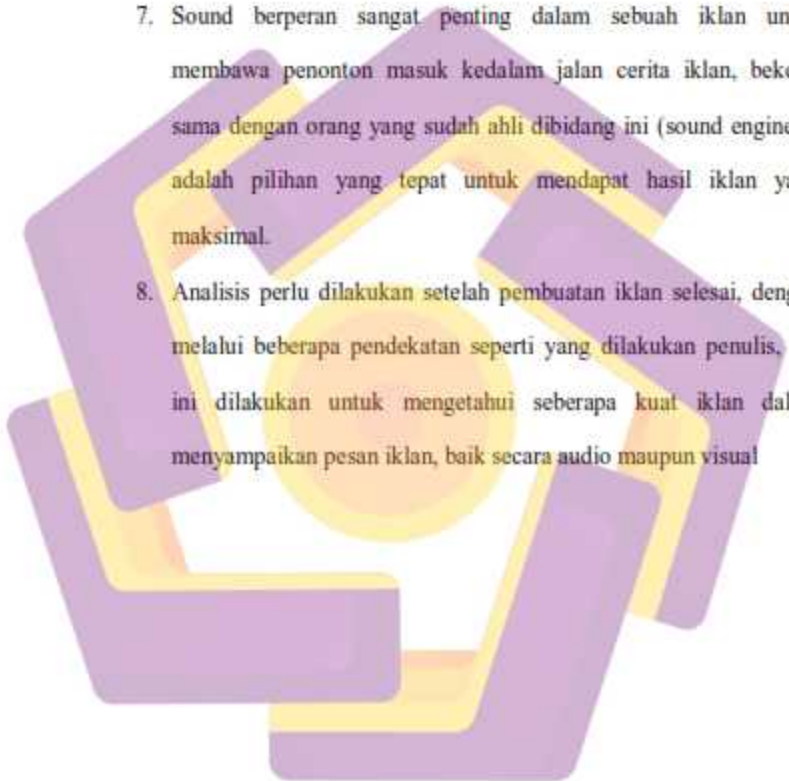 7. Sound berperan sangat penting dalam sebuah iklan un
membawa penonton masuk kedalam jalan cerita iklan, beke
sama dengan orang yang sudah ahli dibidang ini (sound engine
adalah pilihan yang tepat untuk mendapat hasil iklan ya
maksimal.
8. Analisis perlu dilakukan setelah pembuatan iklan selesai, deng
melalui beberapa pendekatan seperti yang dilakukan penulis,
ini dilakukan untuk mengetahui seberapa kuat iklan dal
menyampaikan pesan iklan, baik secara audio maupun visual